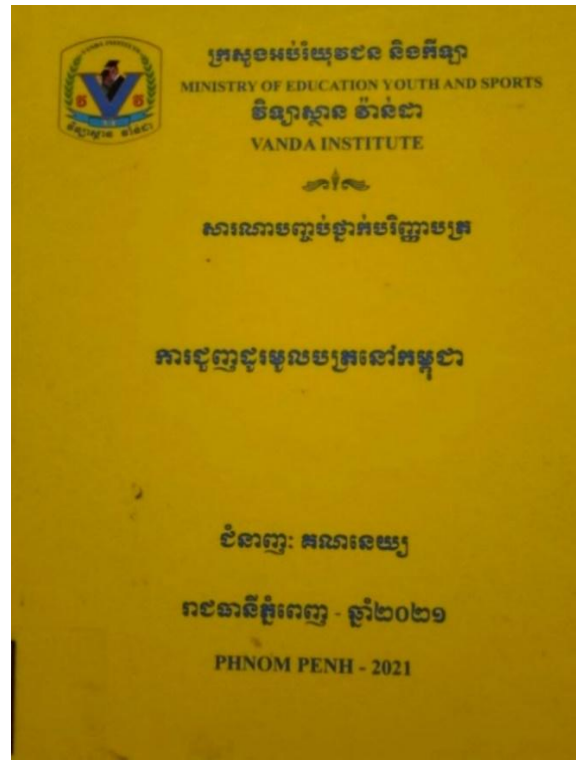 ក្រសួងអប់រំយុវជន និងកីឡា
MINISTRY OF EDUCATION YOUTH AND SPORTS
វិទ្យាស្ថាន វ៉ាន់ដា
VANDA INSTITUTE
សារណាបញ្ចប់ថ្នាក់បរិញ្ញាបត្រ
ការជួញដូរមូលបត្រនៅកម្ពុជា
ជំនាញ: គណនេយ្យ
រាជធានីភ្នំពេញ - ឆ្នាំ២០២១
PHNOM PENH - 2021